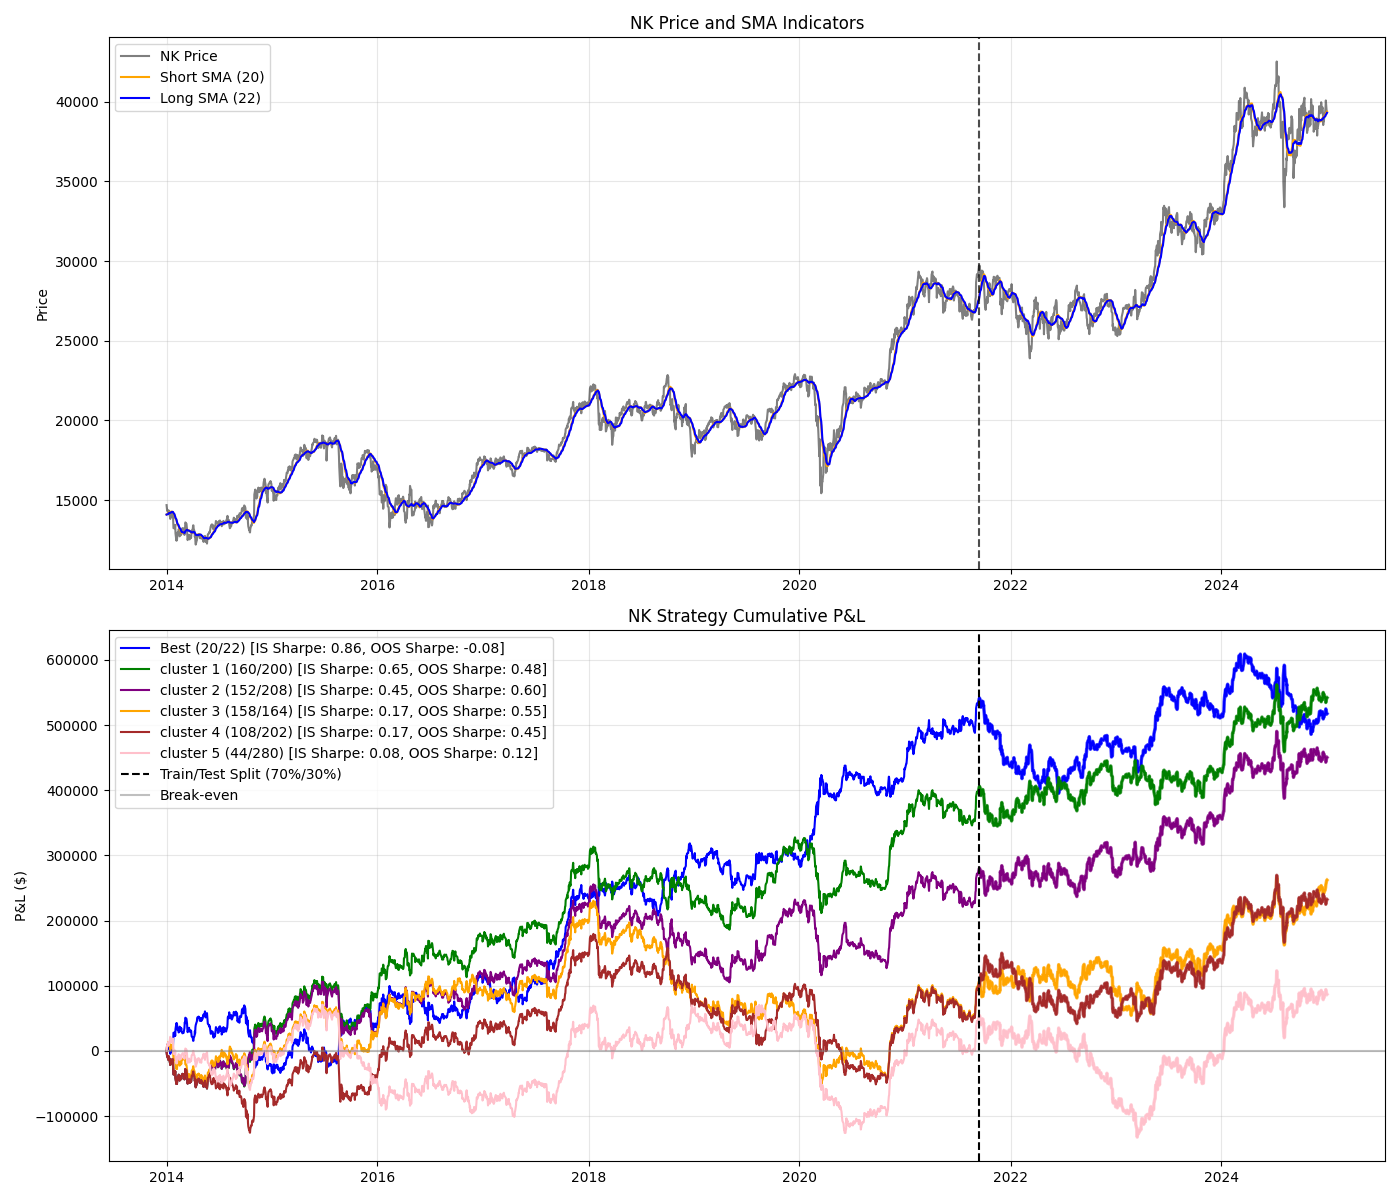 NK Price and SMA Indicators
NK Price
Short SMA (20)
Long SMA (22)
Price
40000
35000
30000
25000
20000
15000
2014
2016
2018
2020
2022
2024
NK Strategy Cumulative P&L
Best (20/22) [IS Sharpe: 0.86, OOS Sharpe: -0.08]
cluster 1 (160/200) [IS Sharpe: 0.65, OOS Sharpe: 0.48]
cluster 2 (152/208) [IS Sharpe: 0.45, OOS Sharpe: 0.60]
cluster 3 (158/164) [IS Sharpe: 0.17, OOS Sharpe: 0.55]
cluster 4 (108/202) [IS Sharpe: 0.17, OOS Sharpe: 0.45]
cluster 5 (44/280) [IS Sharpe: 0.08, OOS Sharpe: 0.12]
Train/Test Split (70%/30%)
Break-even
P&L ($)
600000
500000
400000
300000
200000
100000
0
−100000
2014
2016
2018
2020
2022
2024